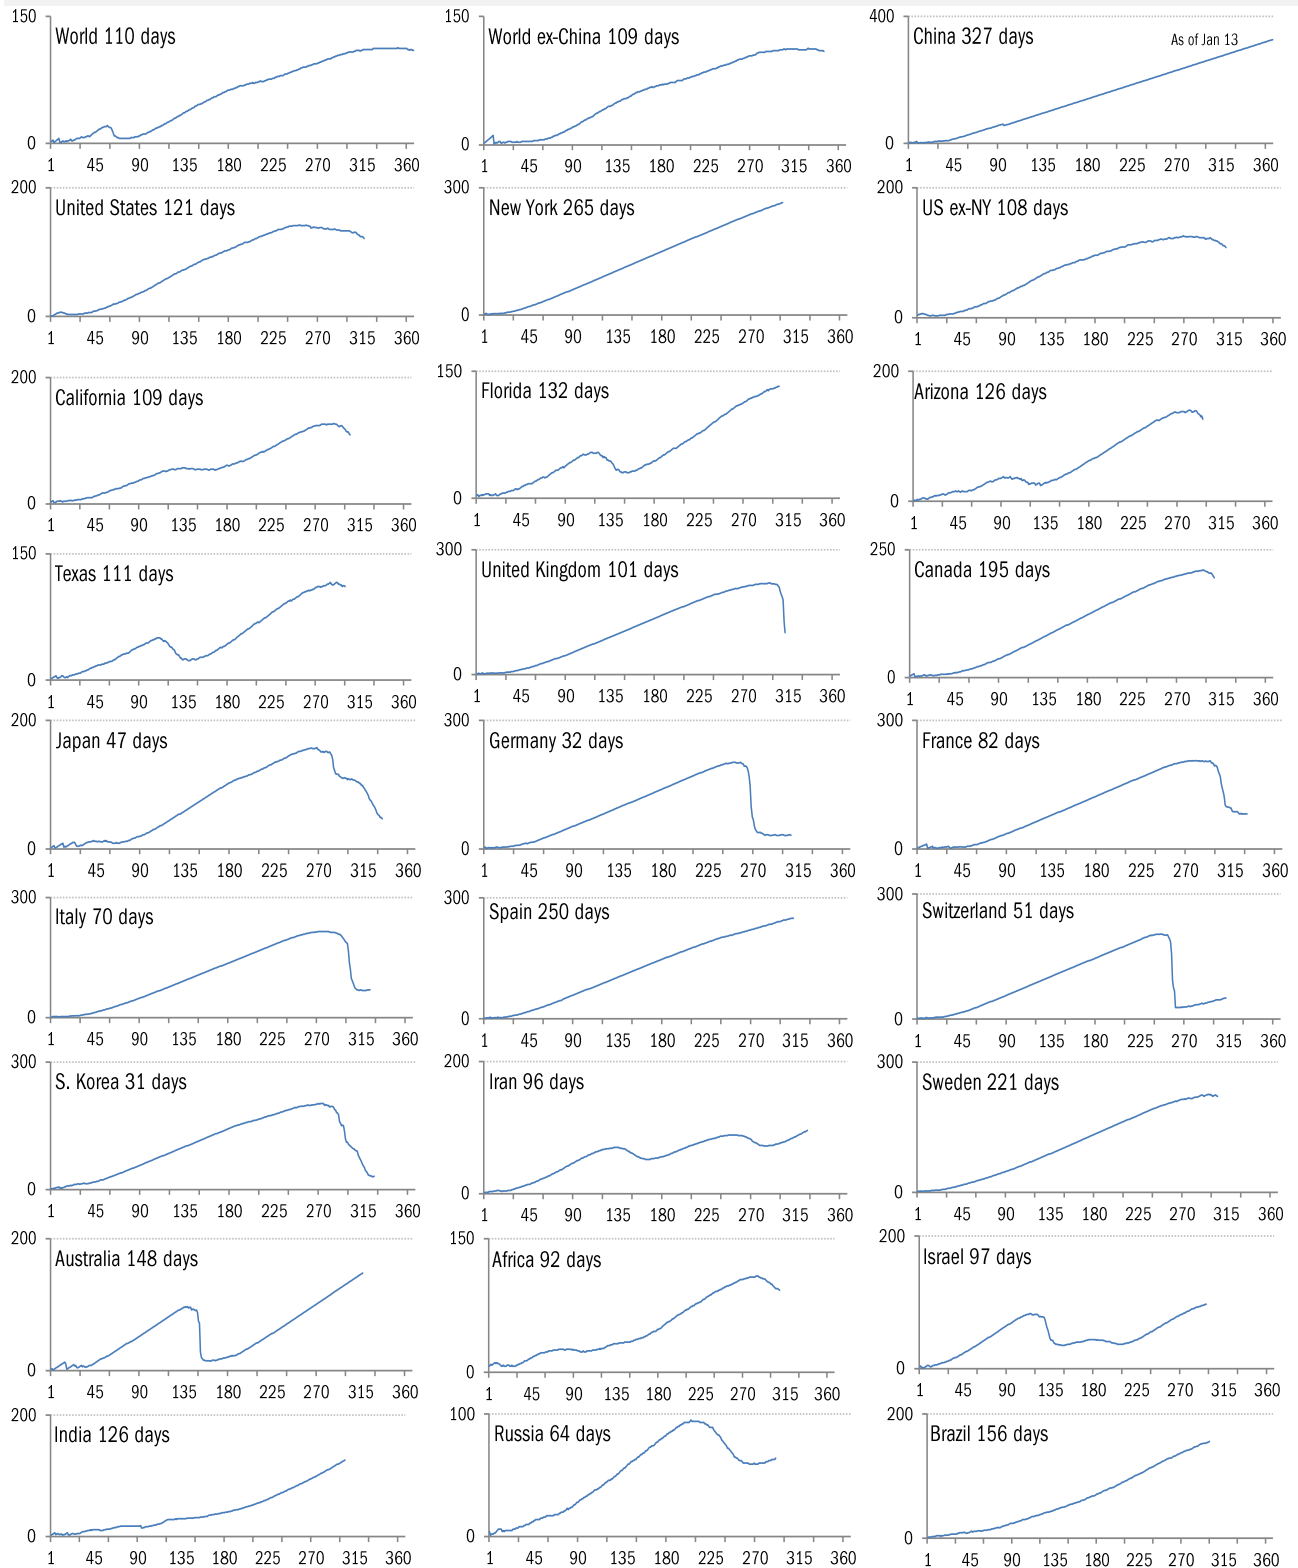 150
World 110 days
0
1 45 90 135 180 225 270 315 360
150
World ex-China 109 days
0
1 45 90 135 180 225 270 315 360
400
China 327 days
As of Jan 13
0
1 45 90 135 180 225 270 315 360
200
United States 121 days
0
1 45 90 135 180 225 270 315 360
300
New York 265 days
0
1 45 90 135 180 225 270 315 360
200
US ex-NY 108 days
0
1 45 90 135 180 225 270 315 360
200
California 109 days
0
1 45 90 135 180 225 270 315 360
150
Florida 132 days
0
1 45 90 135 180 225 270 315 360
200
Arizona 126 days
0
1 45 90 135 180 225 270 315 360
150
Texas 111 days
0
1 45 90 135 180 225 270 315 360
300
United Kingdom 101 days
0
1 45 90 135 180 225 270 315 360
250
Canada 195 days
0
1 45 90 135 180 225 270 315 360
200
Japan 47 days
0
1 45 90 135 180 225 270 315 360
300
Germany 32 days
0
1 45 90 135 180 225 270 315 360
300
France 82 days
0
1 45 90 135 180 225 270 315 360
300
Italy 70 days
0
1 45 90 135 180 225 270 315 360
300
Spain 250 days
0
1 45 90 135 180 225 270 315 360
300
Switzerland 51 days
0
1 45 90 135 180 225 270 315 360
300
S. Korea 31 days
0
1 45 90 135 180 225 270 315 360
200
Iran 96 days
0
1 45 90 135 180 225 270 315 360
300
Sweden 221 days
0
1 45 90 135 180 225 270 315 360
200
Australia 148 days
0
1 45 90 135 180 225 270 315 360
150
Africa 92 days
0
1 45 90 135 180 225 270 315 360
200
Israel 97 days
0
1 45 90 135 180 225 270 315 360
200
India 126 days
0
1 45 90 135 180 225 270 315 360
100
Russia 64 days
0
1 45 90 135 180 225 270 315 360
200
Brazil 156 days
0
1 45 90 135 180 225 270 315 360